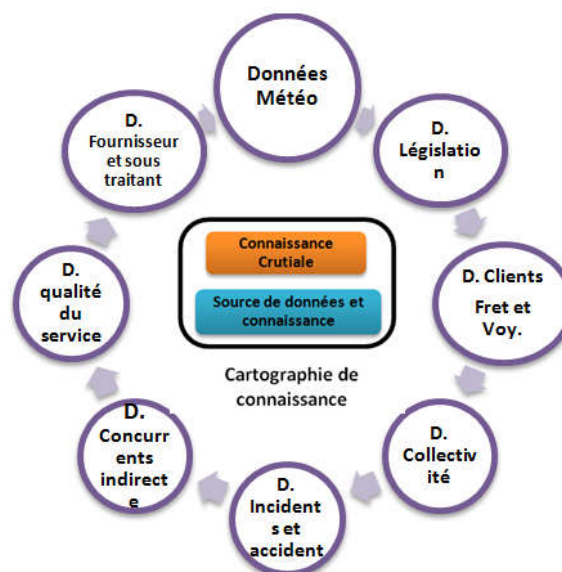 Données
Météo
D.
Législatio
n
D. Clients
Fret et
Voy.
D.
Collectiv
ité
D.
Incident
s et
accident
D.
Concurr
ents
indirect
e
D.
qualité
du
service
D.
Fournisseur
et sous
traitant
Connaissance
Crutiale
Source de données et
connaissance
Cartographie de
connaissance